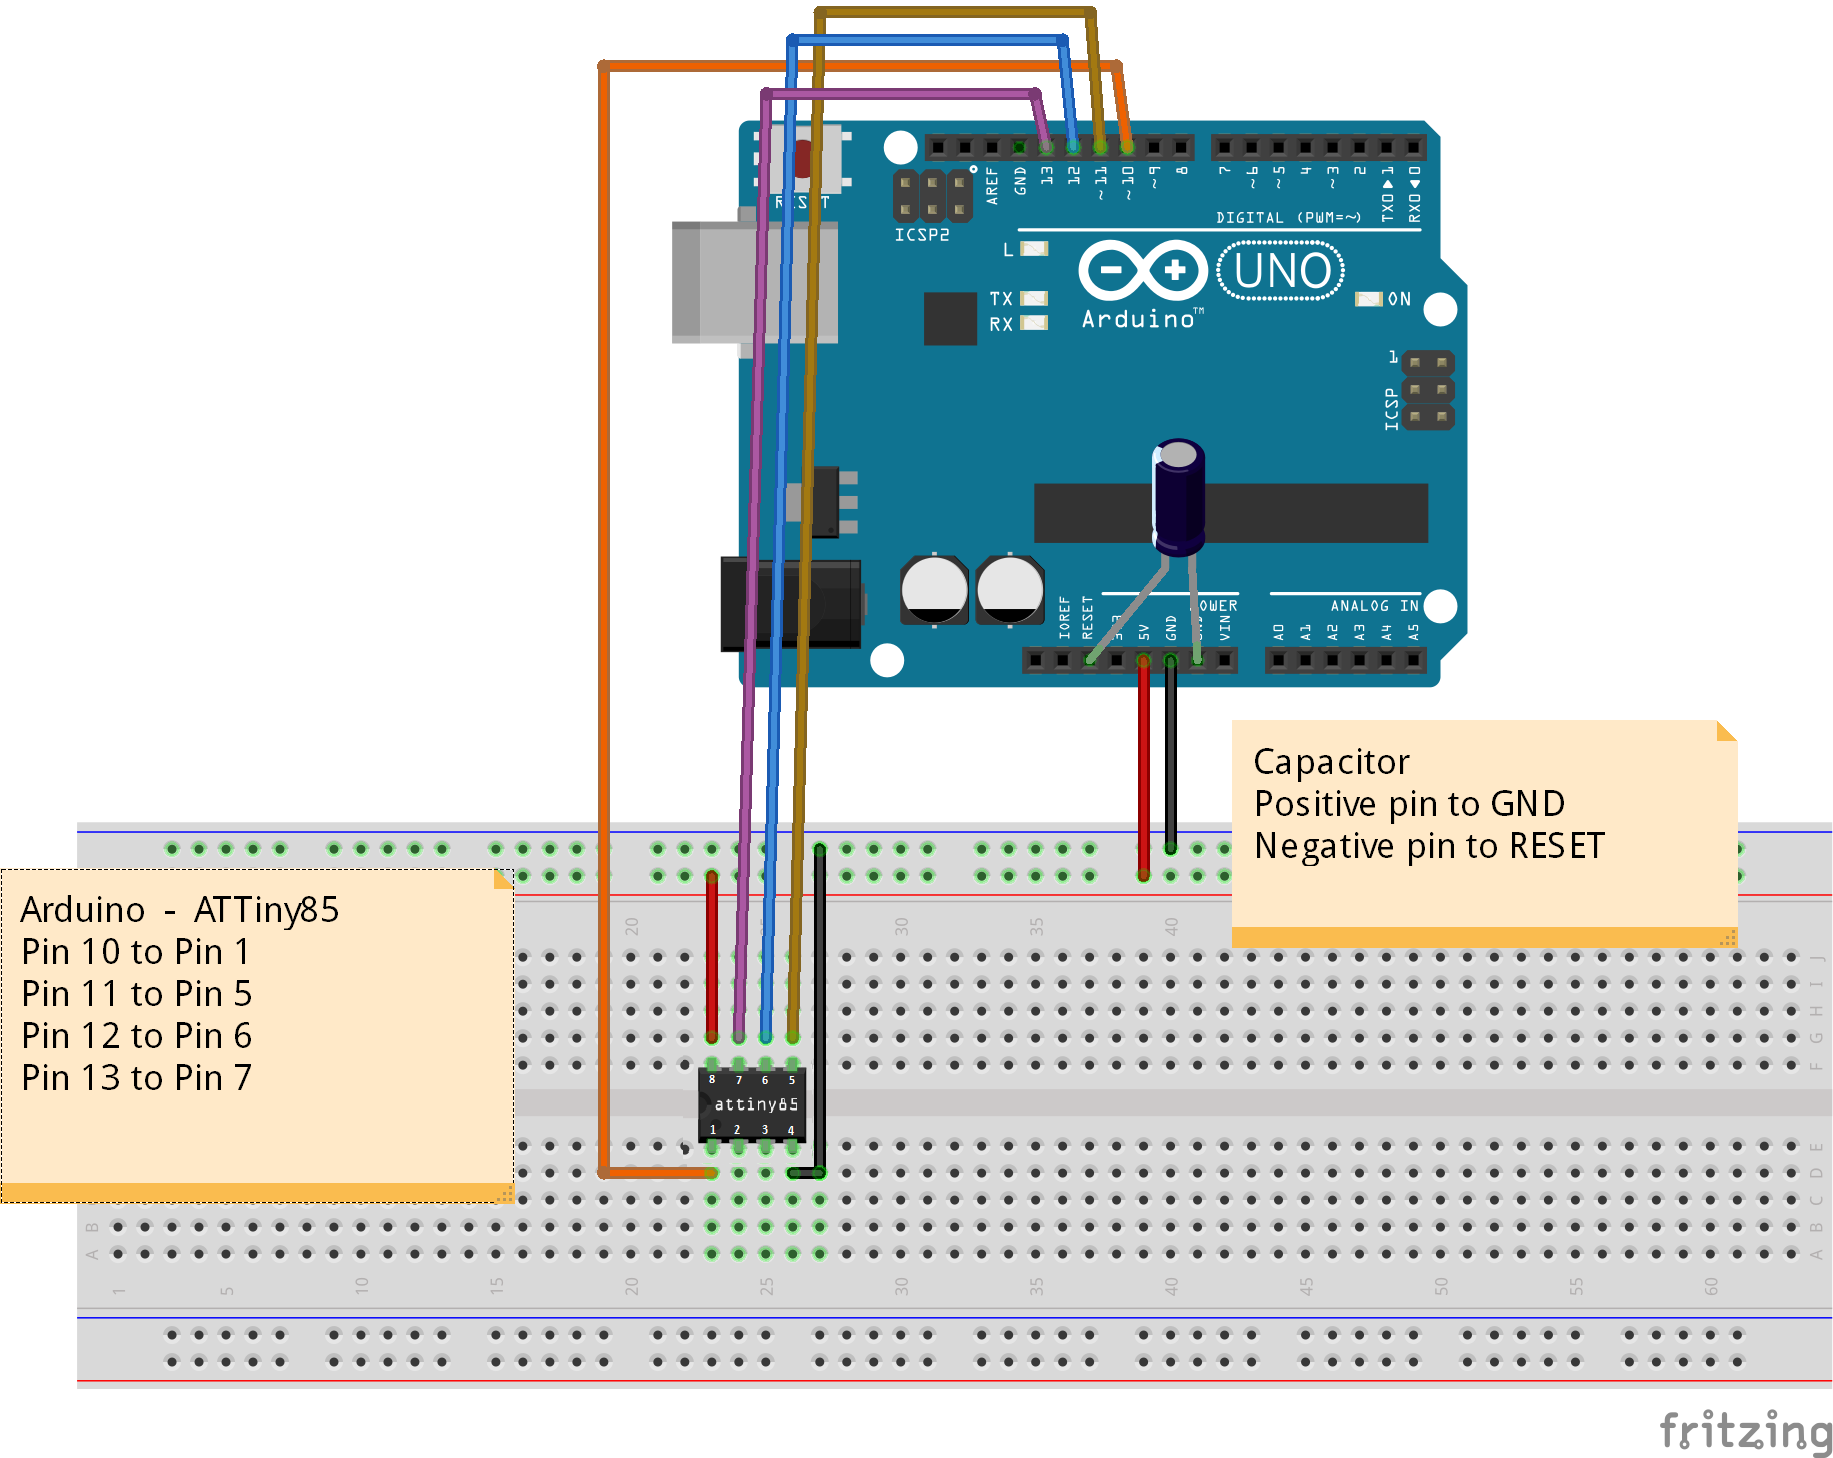 RESET
AREF
GND
13
12
~11
~10
~9
8
7
~6
~5
4
~3
2
TX0▶1
RX0◀0
DIGITAL (PWM=~)
ICSP2
L
TX
RX
UNO
Arduino™
ON
1
ICSP
IOREF
RESET
5V
GND
VIN
POWER
ANALOG IN
A0
A1
A2
A3
A4
A5
Capacitor
Positive pin to GND
Negative pin to RESET
Arduino - ATTiny85
Pin 10 to Pin 1
Pin 11 to Pin 5
Pin 12 to Pin 6
Pin 13 to Pin 7
20
30
35
40
J
I
H
G
F
8 7 6 5
attiny85
1 2 3 4
E
D
C
B B
A A
1 5 10 15 20 25 30 35 40 45 50 55 60
fritzing